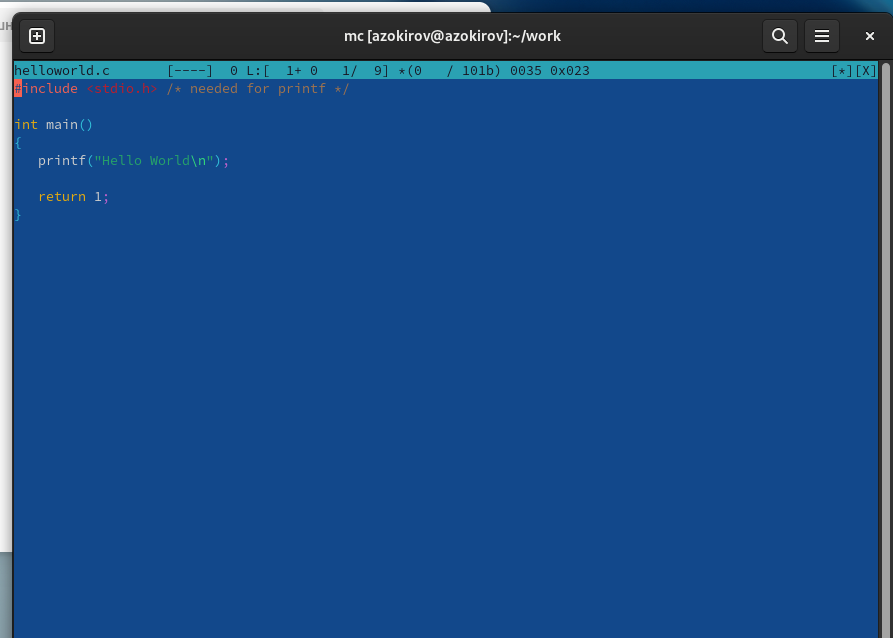 mc [azokirov@azokirov]:~/work
helloworld.c       [----]  0 L:[  1+ 0   1/  9] *(0   / 101b) 0035 0x023                              [*][X]
#include <stdio.h> /* needed for printf */
int main()
{
   printf("Hello World\n");
   return 1;
}